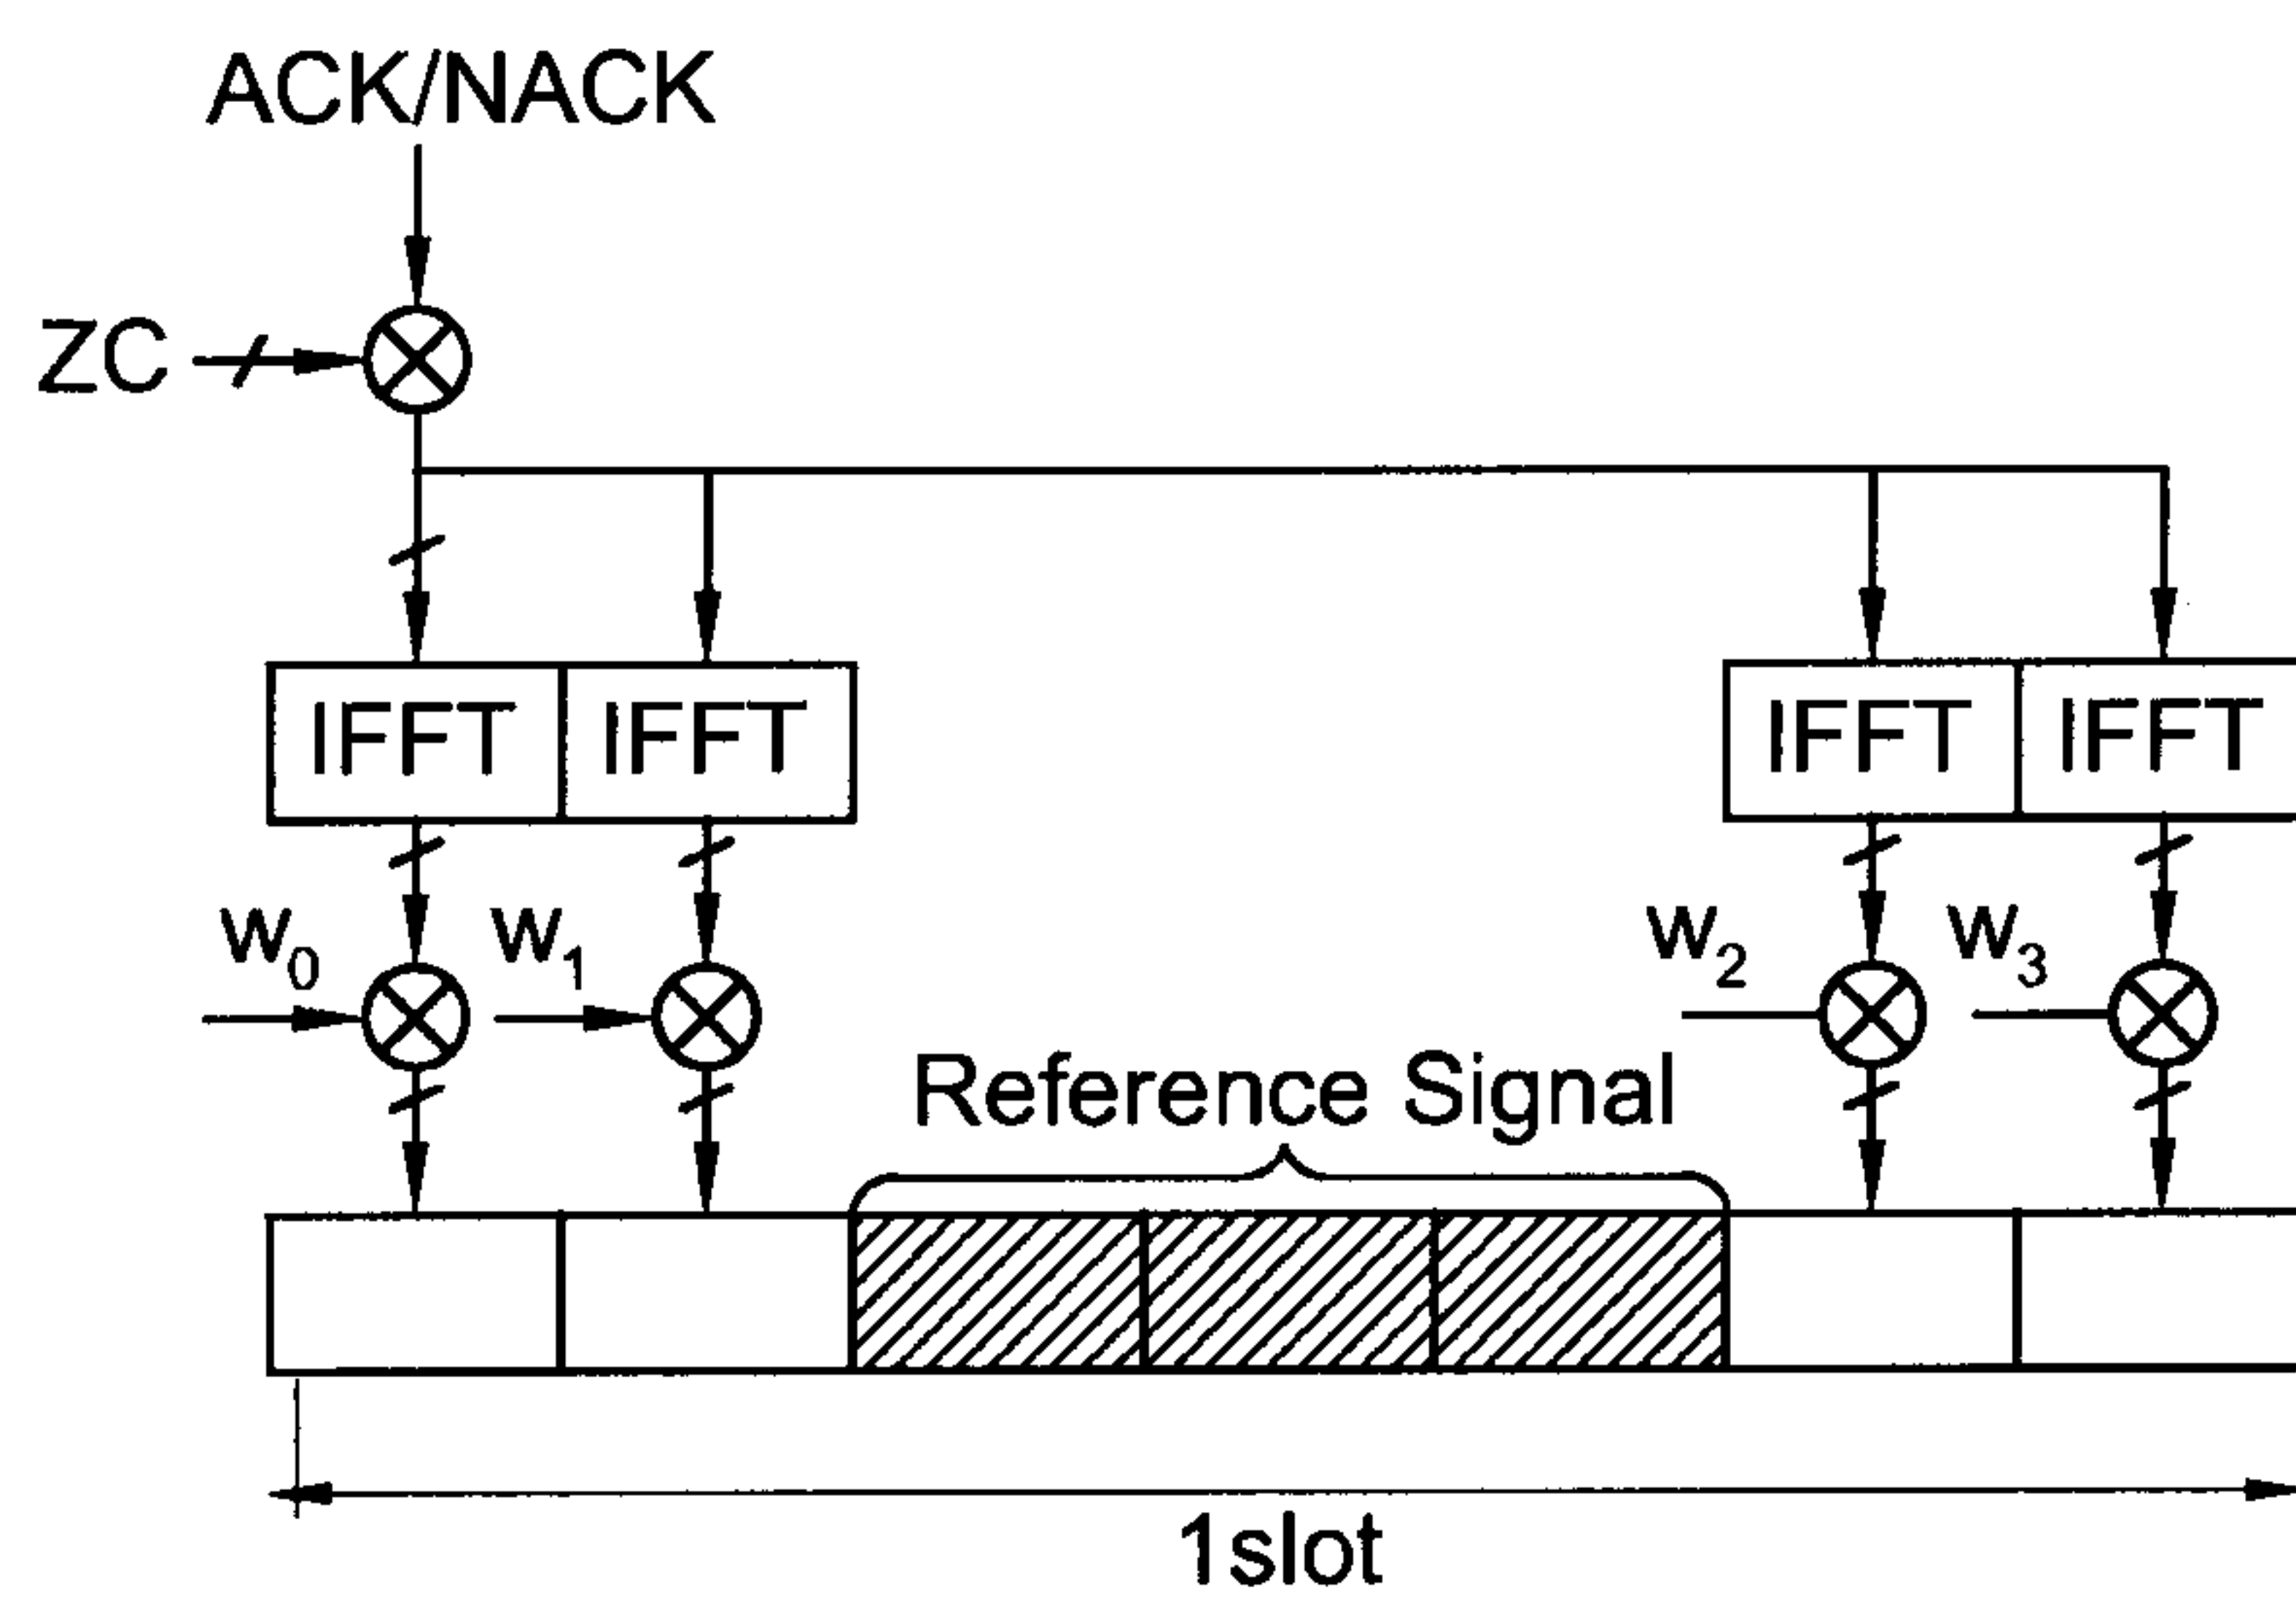 ACK/NACK
ZC
IFFT IFFT IFFT IFFT
w0 w1 w2 w3
Reference Signal
1slot